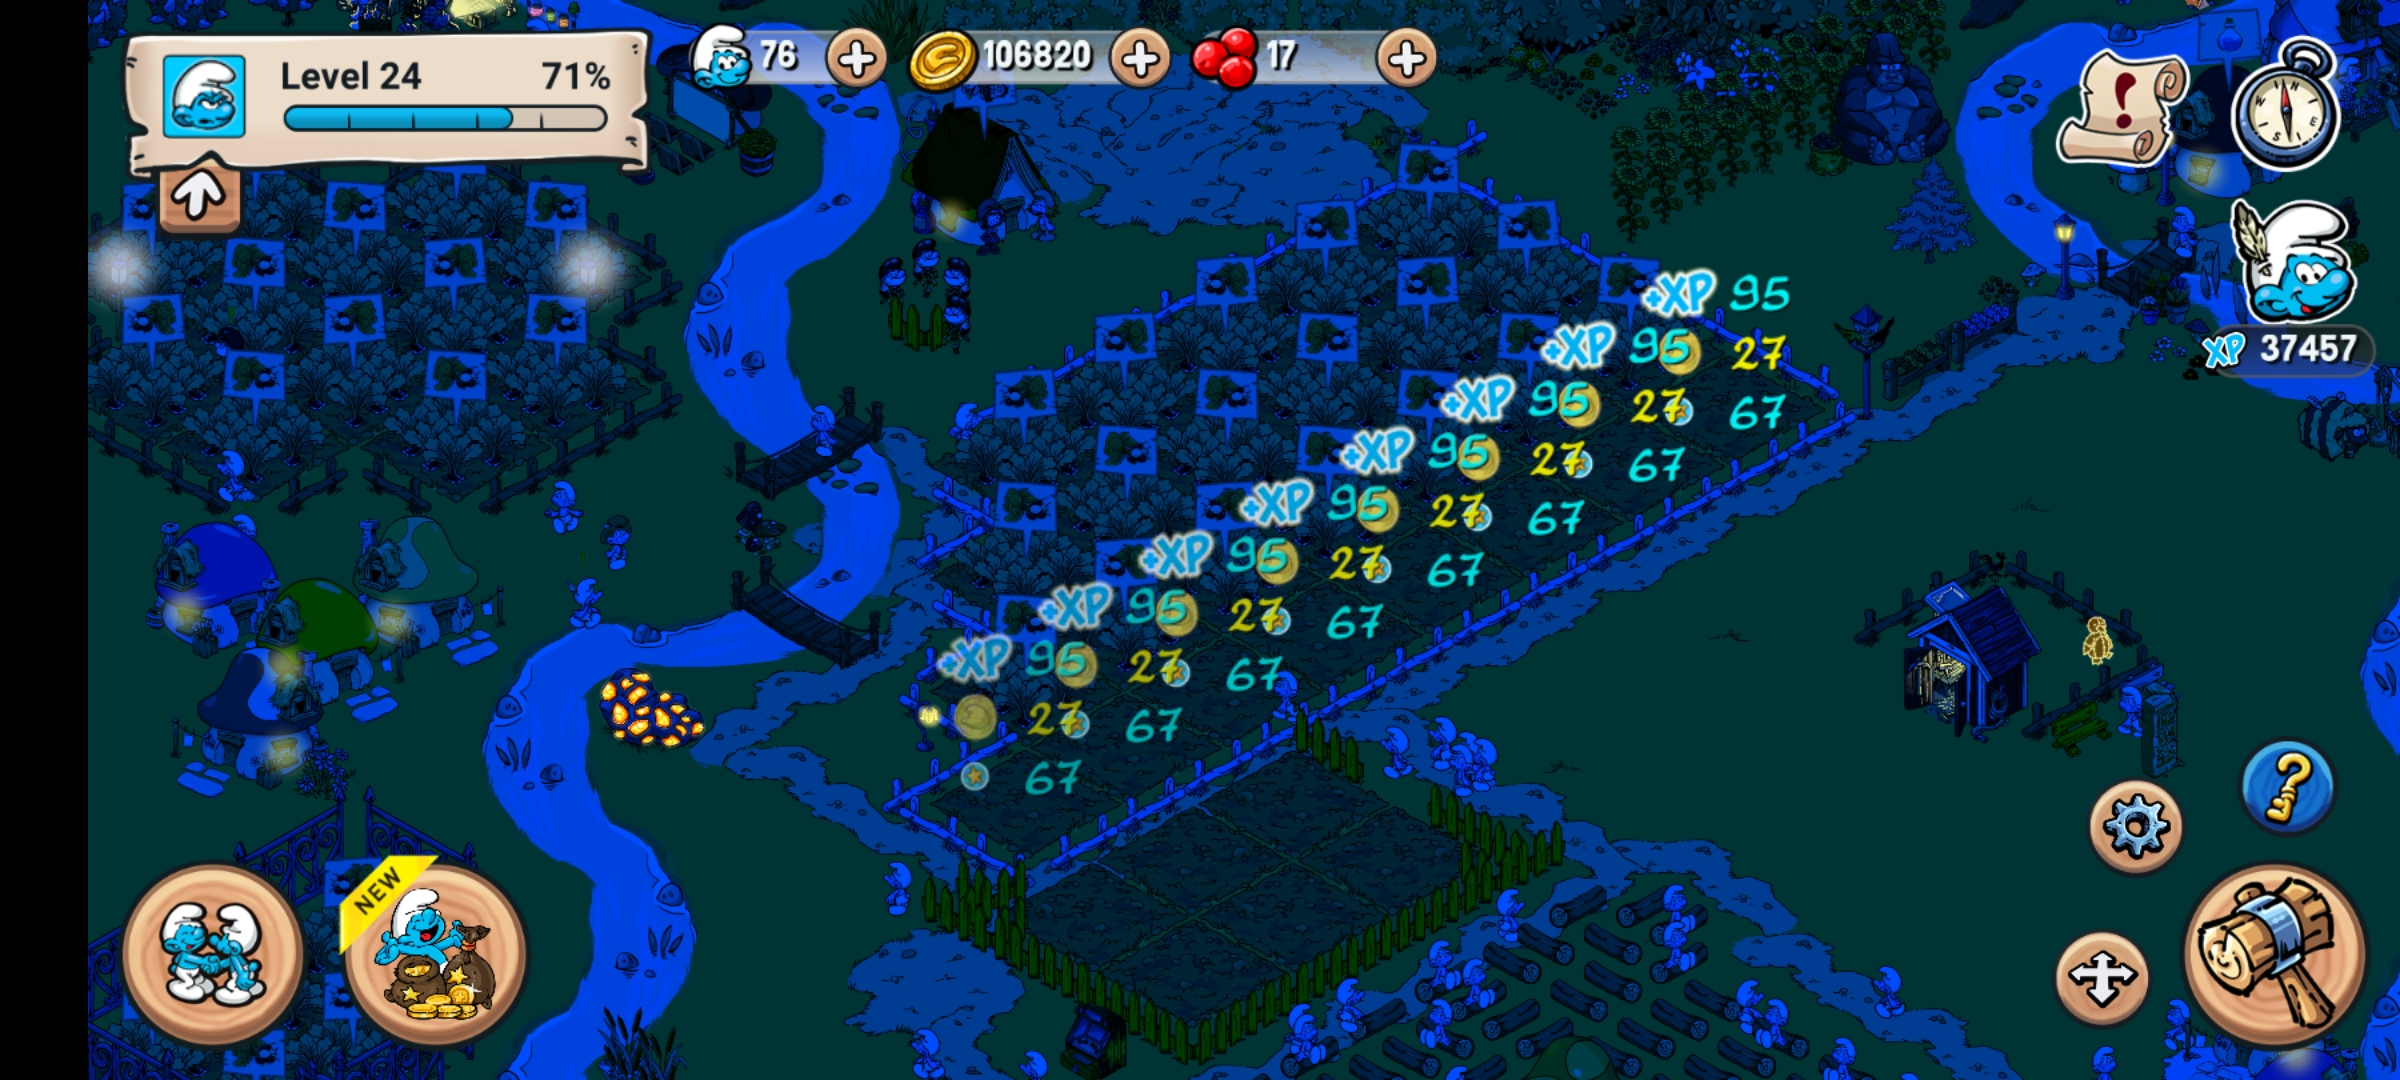 Level 24 71%
76
106820
17
XP 37457
+XP 95
+XP 95 27
+XP 95 27 67
+XP 95 27 67
+XP 95 27 67
+XP 95 27 67
+XP 95 27 67
+XP 95 27 67
27 67
67
NEW